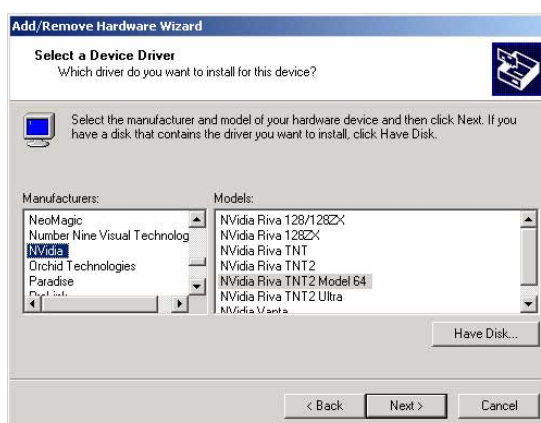 Add/Remove Hardware Wizard
Select a Device Driver
Which driver do you want to install for this device?
Select the manufacturer and model of your hardware device and then click Next. If you
have a disk that contains the driver you want to install, click Have Disk.
Manufacturers:
NeoMagic
Number Nine Visual Technolog
NVidia
Orchid Technologies
Paradise
Models:
NVidia Riva 128/128ZX
NVidia Riva 128ZX
NVidia Riva TNT
NVidia Riva TNT2
NVidia Riva TNT2 Model 64
NVidia Riva TNT2 Ultra
NVidia Vanta
Have Disk...
< Back
Next >
Cancel